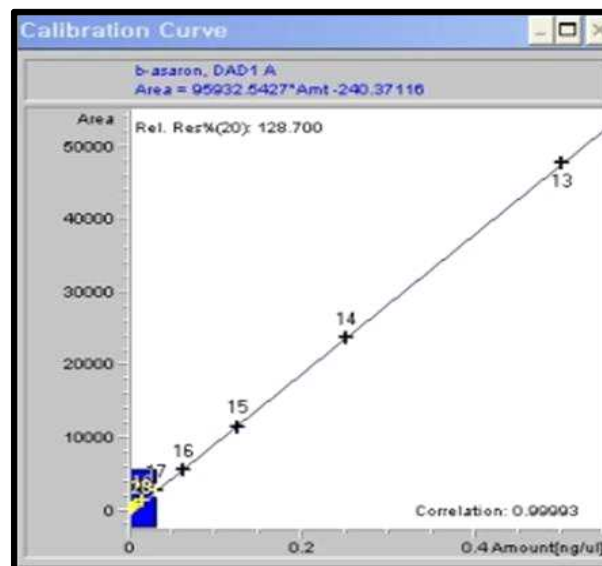 Calibration Curve
b-asaron, DAD1 A
Area = 95932.5427*Amt -240.37116
Area
Rel. Res%(20): 128.700
50000
13
40000
30000
14
20000
15
10000
16
17
0
Correlation: 0.99993
0
0.2
0.4
Amount[ng/ul]